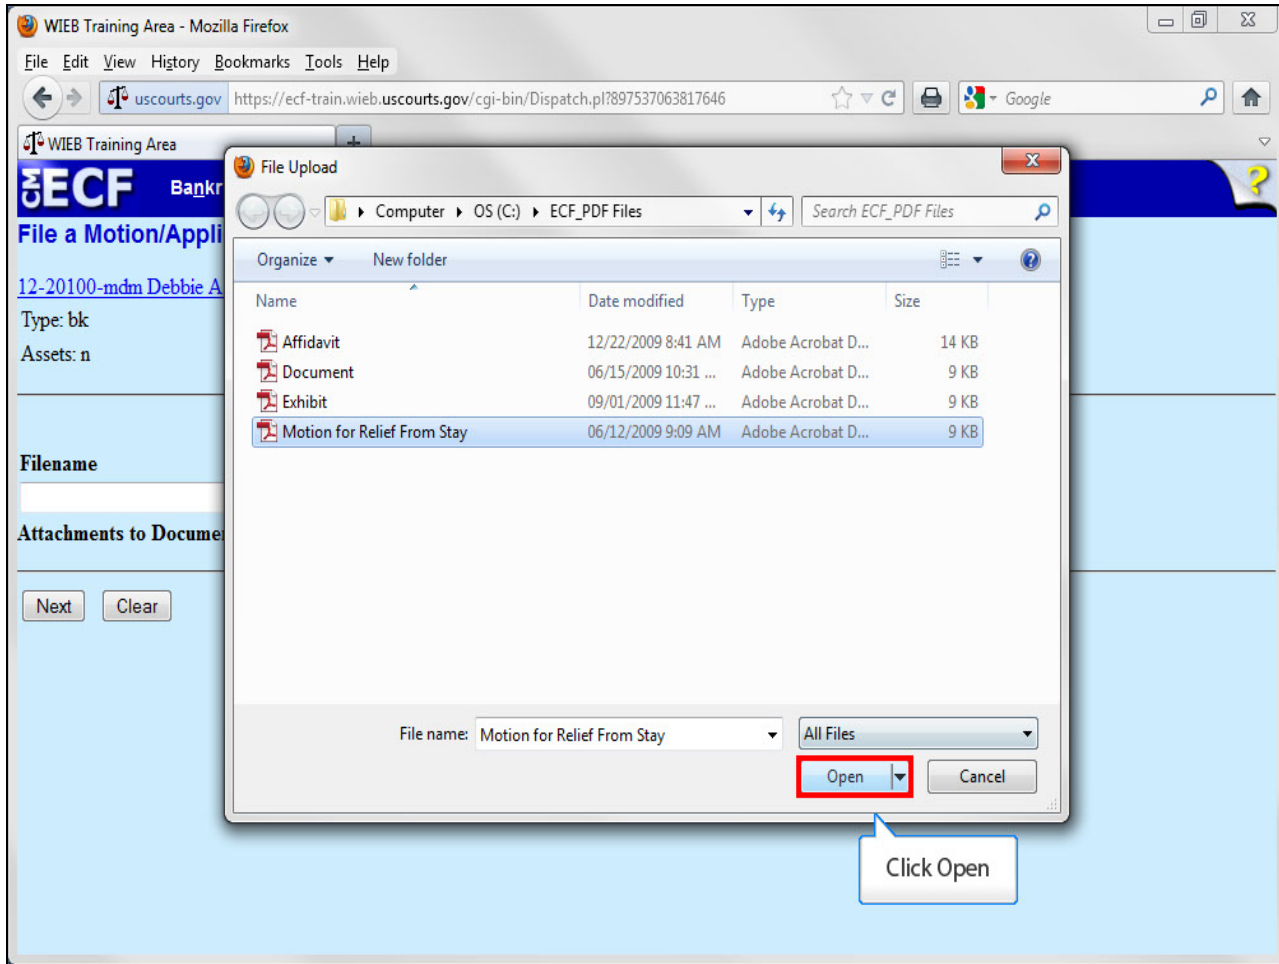 WIEB Training Area - Mozilla Firefox
File Edit View History Bookmarks Tools Help
uscourts.gov https://ecf-train.wieb.uscourts.gov/cgi-bin/Dispatch.pl?897537063817646 Google
WIEB Training Area
CM ECF Bankr
File a Motion/Appli
12-20100-mdm Debbie A
Type: bk
Assets: n
Filename
Attachments to Docume
Next Clear
File Upload
Computer OS (C:) ECF_PDF Files Search ECF_PDF Files
Organize New folder
Name Date modified Type Size
Affidavit 12/22/2009 8:41 AM Adobe Acrobat D... 14 KB
Document 06/15/2009 10:31 ... Adobe Acrobat D... 9 KB
Exhibit 09/01/2009 11:47 ... Adobe Acrobat D... 9 KB
Motion for Relief From Stay 06/12/2009 9:09 AM Adobe Acrobat D... 9 KB
File name: Motion for Relief From Stay All Files
Open Cancel
Click Open